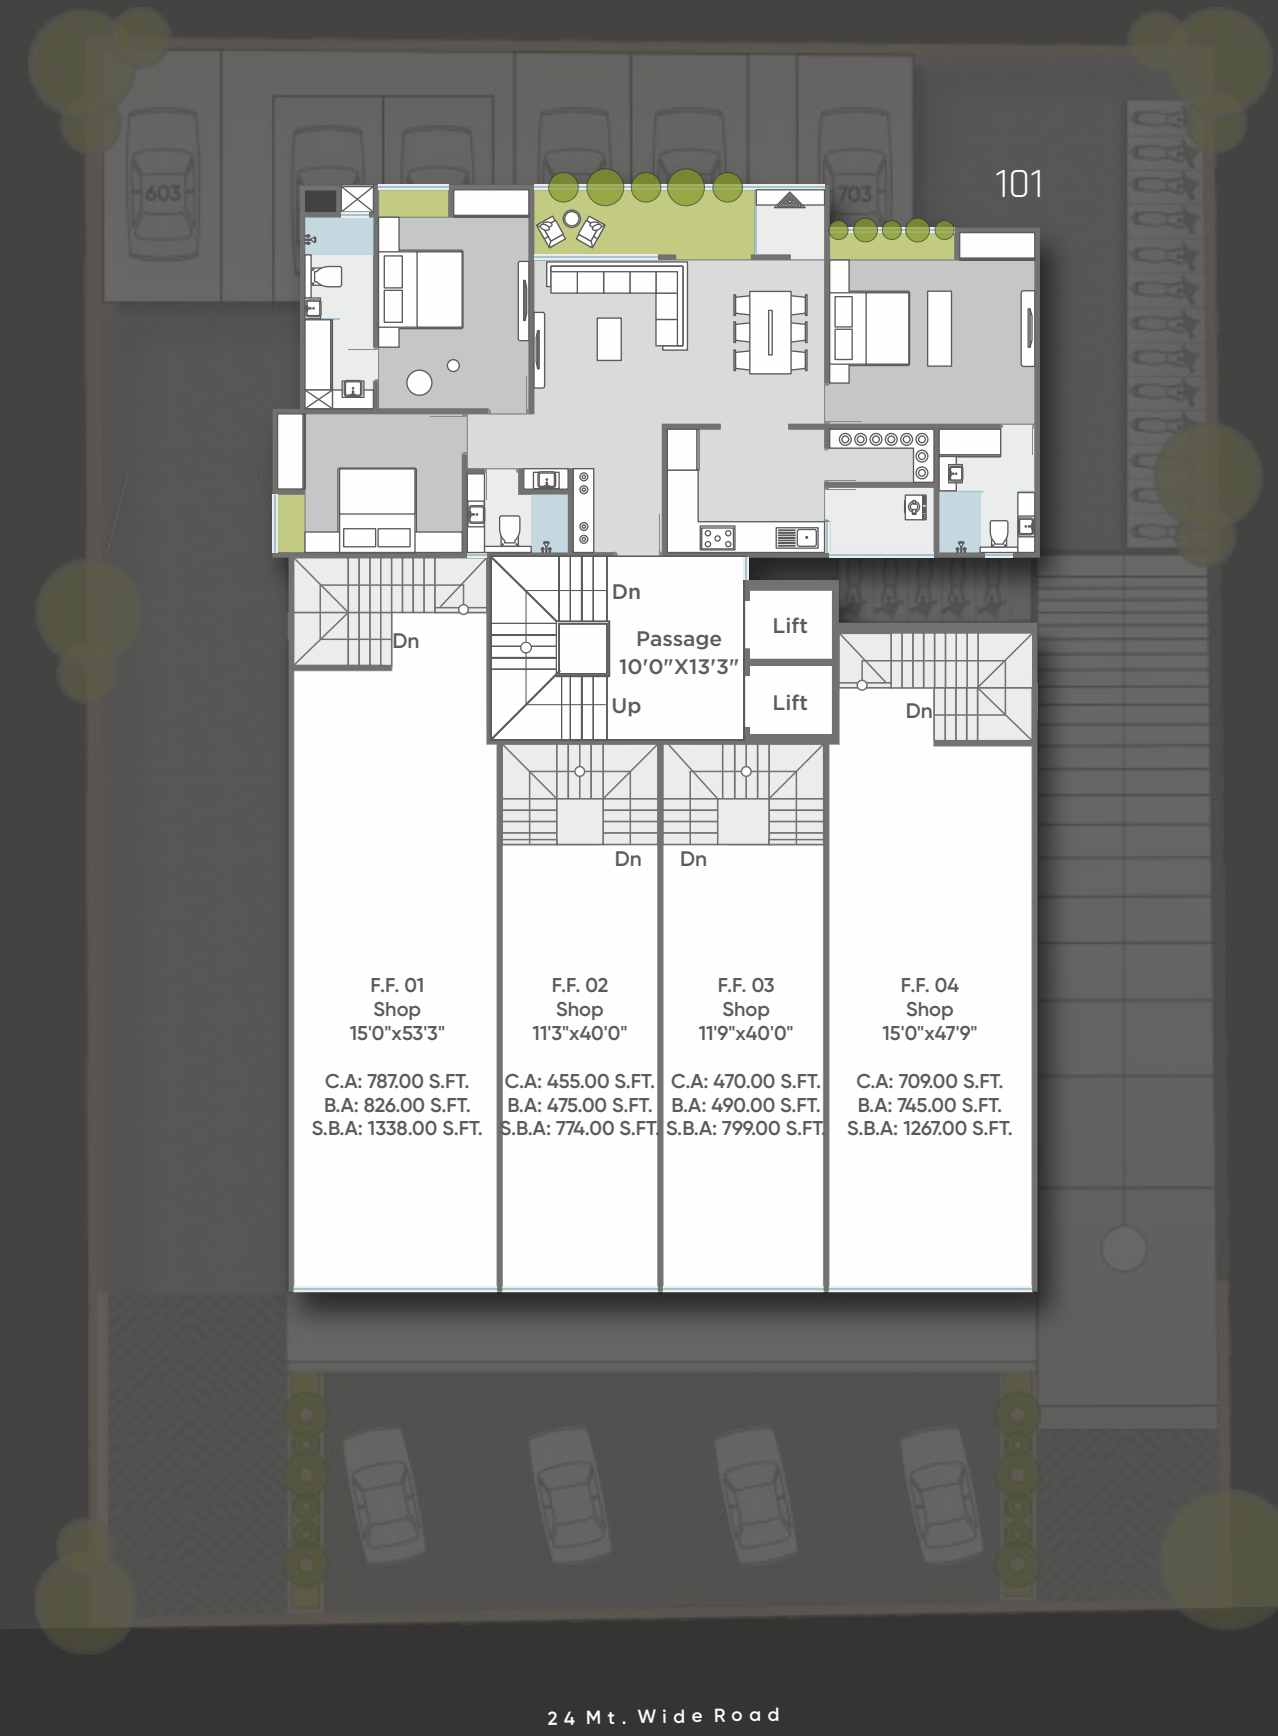 101
603
703
Dn
Passage
10'0"X13'3"
Up
Lift
Lift
Dn
Dn
Dn
Dn
F.F. 01
Shop
15'0"x53'3"
C.A: 787.00 S.FT.
B.A: 826.00 S.FT.
S.B.A: 1338.00 S.FT.
F.F. 02
Shop
11'3"x40'0"
C.A: 455.00 S.FT.
B.A: 475.00 S.FT.
S.B.A: 774.00 S.FT.
F.F. 03
Shop
11'9"x40'0"
C.A: 470.00 S.FT.
B.A: 490.00 S.FT.
S.B.A: 799.00 S.FT.
F.F. 04
Shop
15'0"x47'9"
C.A: 709.00 S.FT.
B.A: 745.00 S.FT.
S.B.A: 1267.00 S.FT.
24 Mt. Wide Road